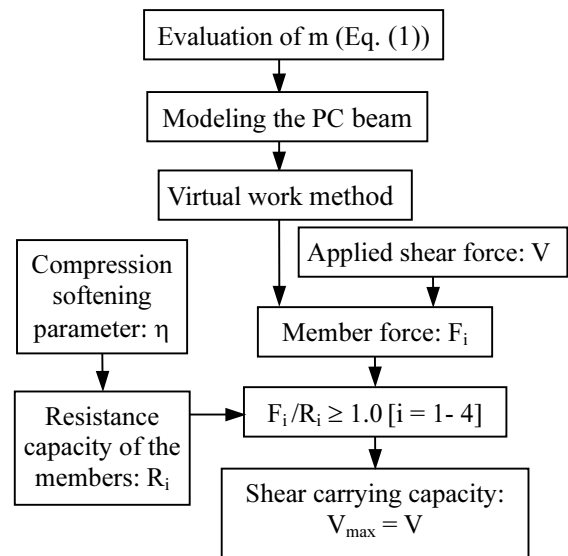 Evaluation of m (Eq. (1))
Modeling the PC beam
Virtual work method
Applied shear force: V
Compression
softening
parameter: η
Member force: Fᵢ
Resistance
capacity of the
members: Rᵢ
Fᵢ/Rᵢ ≥ 1.0 [i = 1- 4]
Shear carrying capacity:
Vₘₐₓ = V